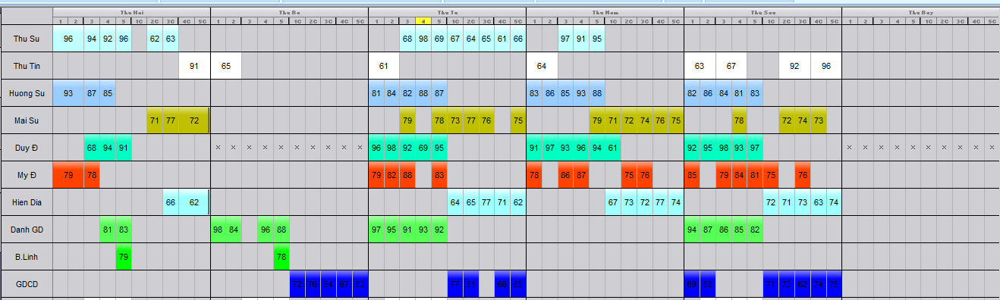 Thu Hai Thu Ba Thu Tu Thu Nam Thu Sau Thu Bay
1 2 3 4 5 1C 2C 3C 4C 5C 1 2 3 4 5 1C 2C 3C 4C 5C 1 2 3 4 5 1C 2C 3C 4C 5C 1 2 3 4 5 1C 2C 3C 4C 5C 1 2 3 4 5 1C 2C 3C 4C 5C 1 2 3 4 5 1C 2C 3C 4C 5C
Thu Su 96 94 92 96 62 63 68 98 69 67 64 65 61 66 97 91 95
Thu Tin 91 65 61 64 63 67 92 96
Huong Su 93 87 85 81 84 82 88 87 83 86 85 93 88 82 86 84 81 83
Mai Su 71 77 72 79 78 73 77 76 75 79 71 72 74 76 75 78 72 74 73
Duy Đ 68 94 91 × × × × × × × × × × 96 98 92 69 95 91 97 93 96 94 61 92 95 98 93 97 × × × × × × × × × ×
My Đ 79 78 79 82 88 83 78 86 87 75 76 85 79 84 81 75 76
Hien Dia 66 62 64 65 77 71 62 67 73 72 77 74 72 71 73 63 74
Danh GD 81 83 98 84 96 88 97 95 91 93 92 94 87 86 85 82
B.Linh 79 78
GDCD 72 76 67 77 69 71 73 62 74 75